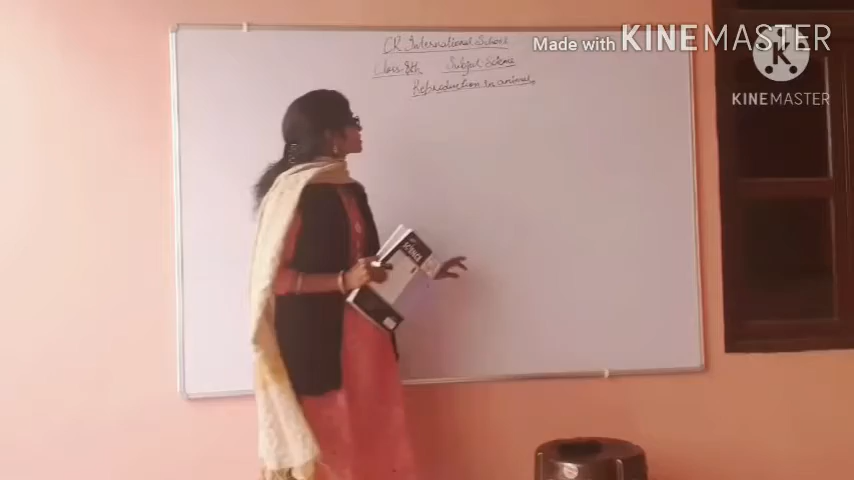 CR International School
Class-8th Subject Science
Reproduction in animals
Made with KINEMASTER
K
KINEMASTER
Science